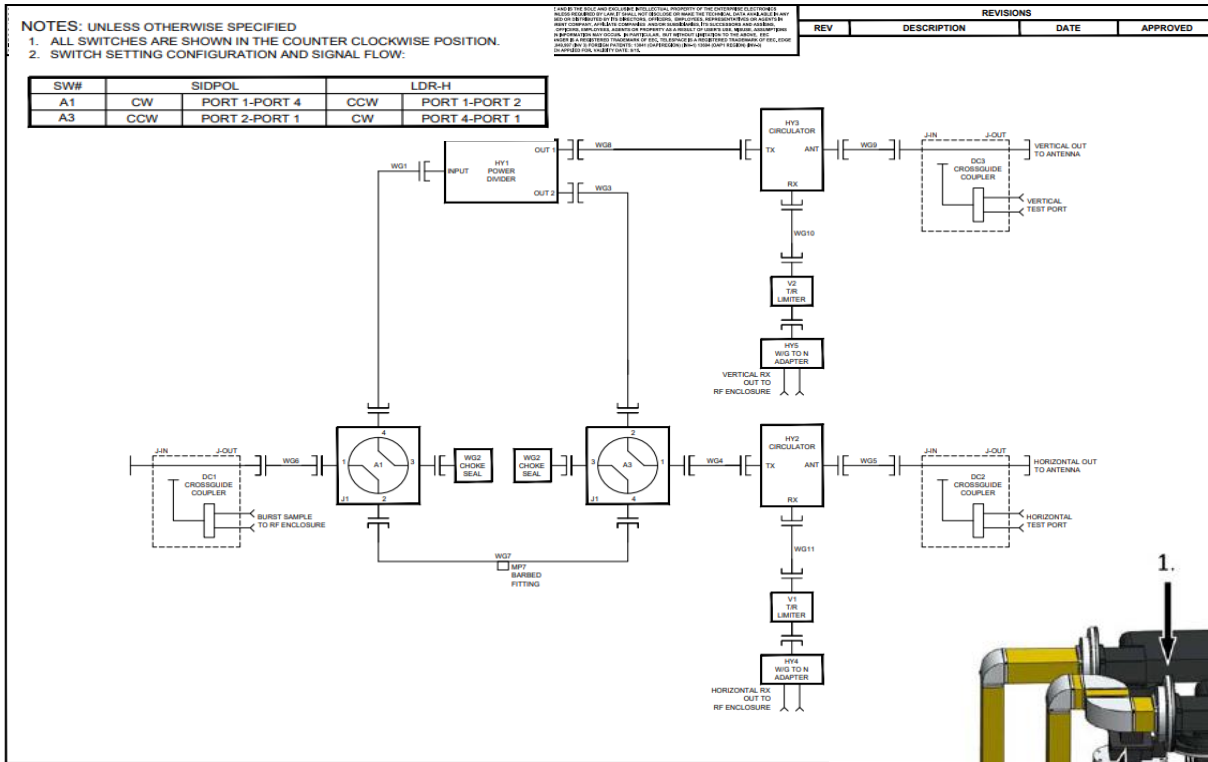 NOTES: UNLESS OTHERWISE SPECIFIED
1. ALL SWITCHES ARE SHOWN IN THE COUNTER CLOCKWISE POSITION.
2. SWITCH SETTING CONFIGURATION AND SIGNAL FLOW:
SW# SIDPOL LDR-H
A1 CW PORT 1-PORT 4 CCW PORT 1-PORT 2
A3 CCW PORT 2-PORT 1 CW PORT 4-PORT 1
REVISIONS
REV DESCRIPTION DATE APPROVED
WG1
INPUT
HY1
POWER
DIVIDER
OUT 1
OUT 2
WG8
WG3
HY3
CIRCULATOR
TX ANT
RX
WG9
J-IN J-OUT
DC3
CROSSGUIDE
COUPLER
VERTICAL OUT
TO ANTENNA
VERTICAL
TEST PORT
WG10
V2
T/R
LIMITER
HY5
W/G TO N
ADAPTER
VERTICAL RX
OUT TO
RF ENCLOSURE
J-IN J-OUT
DC1
CROSSGUIDE
COUPLER
BURST SAMPLE
TO RF ENCLOSURE
WG6
4
1 A1 3
J1 2
WG2
CHOKE
SEAL
WG2
CHOKE
SEAL
2
3 A3 1
J1 4
WG4
HY2
CIRCULATOR
TX ANT
RX
WG5
J-IN J-OUT
DC2
CROSSGUIDE
COUPLER
HORIZONTAL OUT
TO ANTENNA
HORIZONTAL
TEST PORT
WG7
MP7
BARBED
FITTING
WG11
V1
T/R
LIMITER
HY4
W/G TO N
ADAPTER
HORIZONTAL RX
OUT TO
RF ENCLOSURE
1.